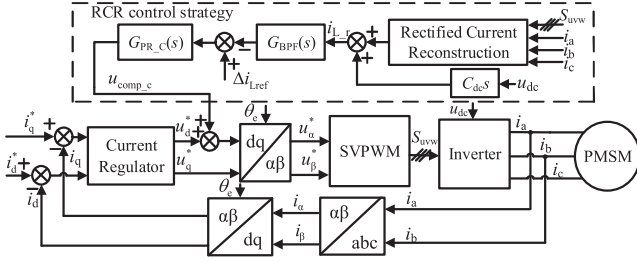 RCR control strategy
G_PR_C(s)
G_BPF(s)
i_L_r
Rectified Current
Reconstruction
S_uvw
i_a
i_b
i_c
Δi_Lref
C_dc s
u_dc
u_comp_c
i_q^*
i_q
i_d^*
i_d
Current
Regulator
u_d^*
u_q^*
θ_e
dq
αβ
u_α^*
u_β^*
SVPWM
S_uvw
u_dc
Inverter
i_a
i_b
i_c
PMSM
θ_e
αβ
dq
i_α
i_β
αβ
abc
i_a
i_b